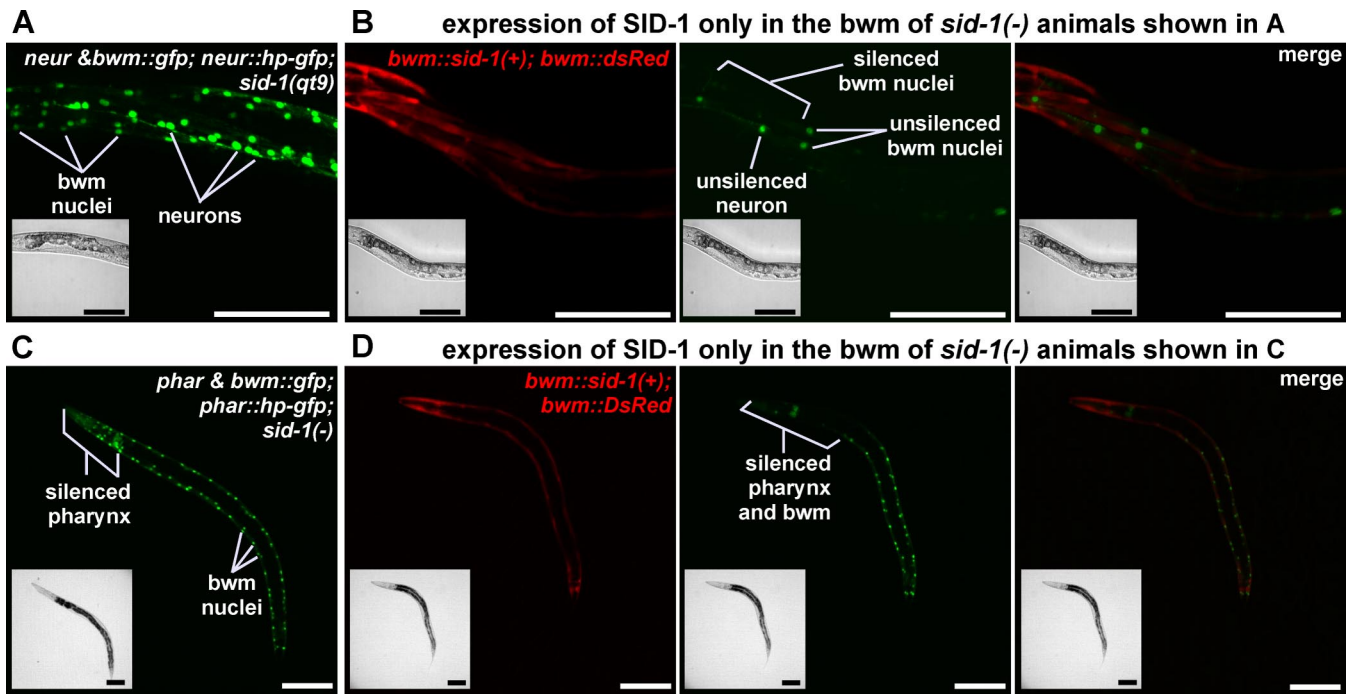 A
neur &bwm::gfp; neur::hp-gfp;
sid-1(qt9)
bwm
nuclei
neurons
B
expression of SID-1 only in the bwm of sid-1(-) animals shown in A
bwm::sid-1(+); bwm::dsRed
silenced
bwm nuclei
unsilenced
bwm nuclei
unsilenced
neuron
merge
C
phar & bwm::gfp;
phar::hp-gfp;
sid-1(-)
silenced
pharynx
bwm
nuclei
D
expression of SID-1 only in the bwm of sid-1(-) animals shown in C
bwm::sid-1(+);
bwm::DsRed
silenced
pharynx
and bwm
merge